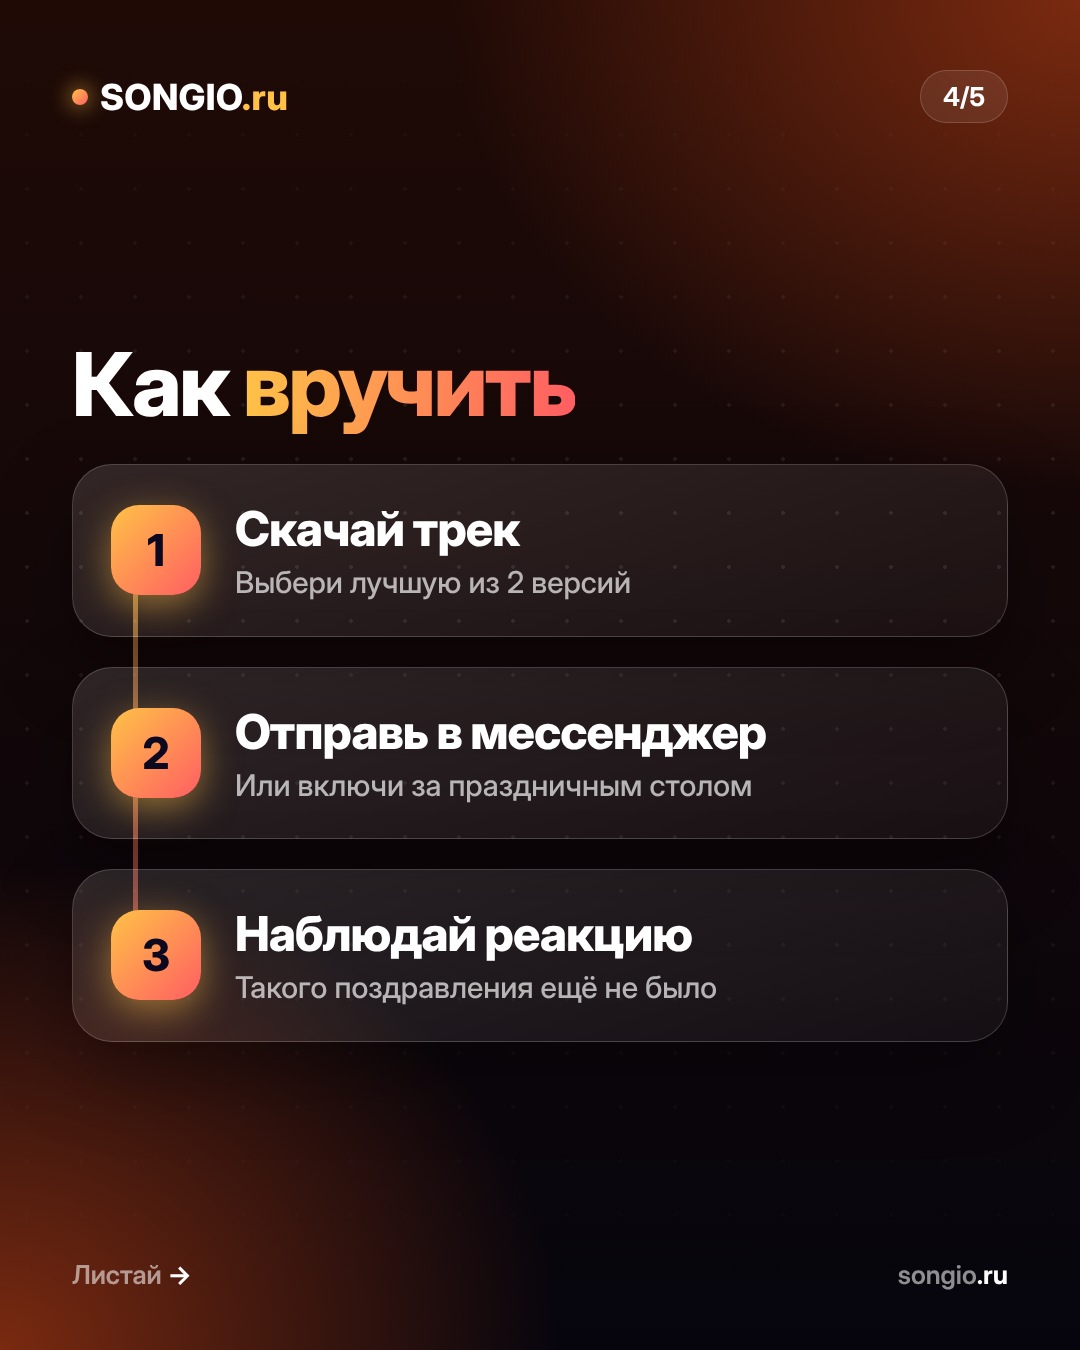 SONGIO.ru
4/5
Как вручить
1
Скачай трек
Выбери лучшую из 2 версий
2
Отправь в мессенджер
Или включи за праздничным столом
3
Наблюдай реакцию
Такого поздравления ещё не было
Листай →
songio.ru